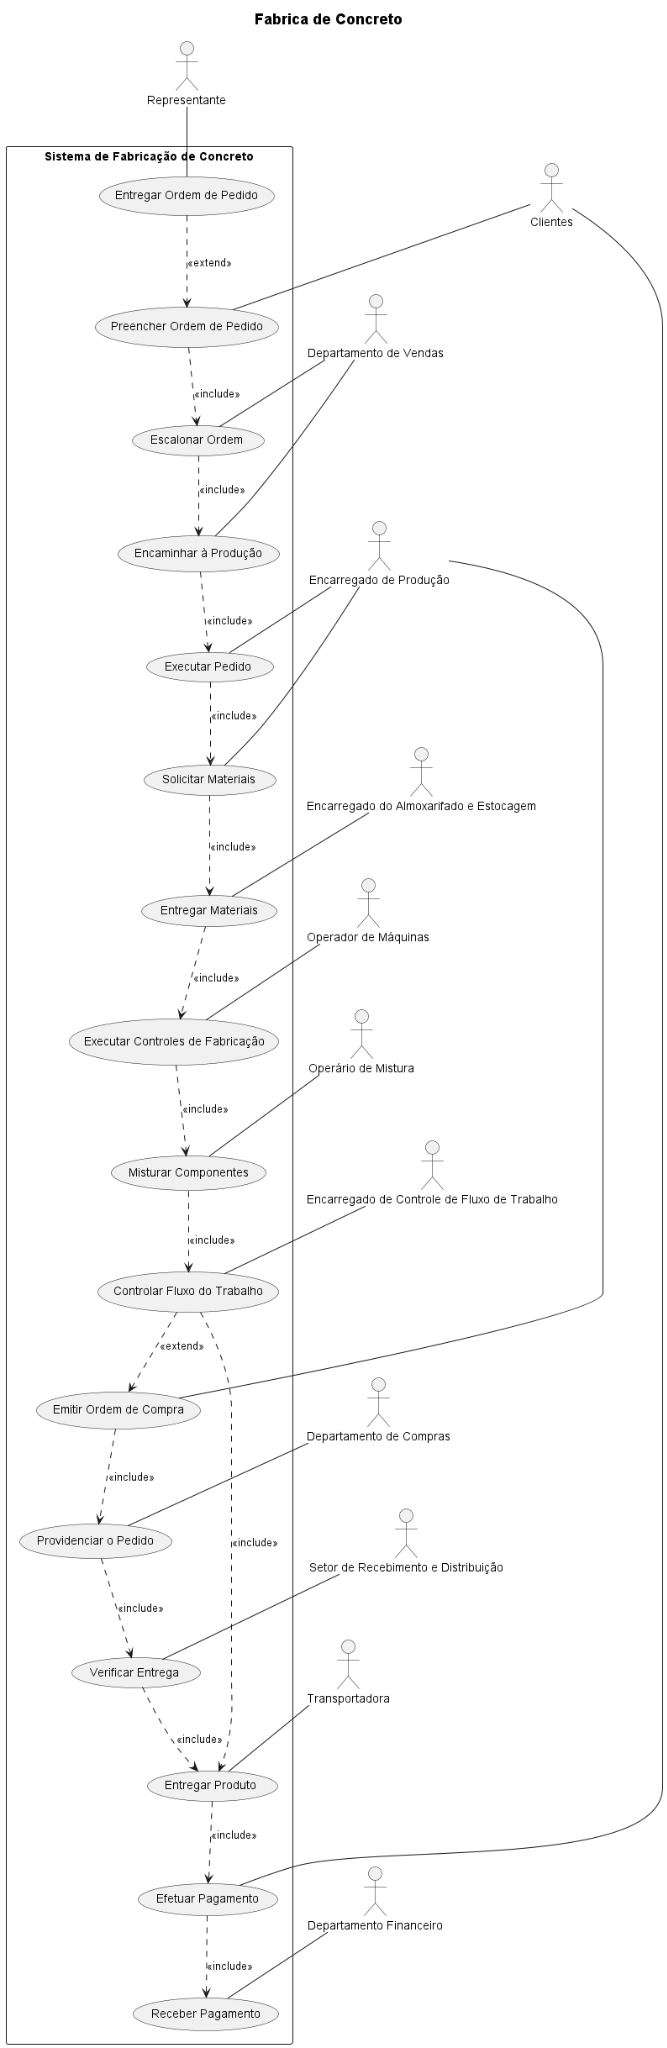 Fabrica de Concreto
Representante
Sistema de Fabricação de Concreto
Entregar Ordem de Pedido
Clientes
«extend»
Preencher Ordem de Pedido
Departamento de Vendas
«include»
Escalonar Ordem
«include»
Encaminhar à Produção
Encarregado de Produção
«include»
Executar Pedido
«include»
Solicitar Materiais
Encarregado do Almoxarifado e Estocagem
«include»
Entregar Materiais
Operador de Máquinas
«include»
Executar Controles de Fabricação
Operário de Mistura
«include»
Misturar Componentes
Encarregado de Controle de Fluxo de Trabalho
«include»
Controlar Fluxo do Trabalho
«extend»
Emitir Ordem de Compra
Departamento de Compras
«include»
Providenciar o Pedido
«include»
Setor de Recebimento e Distribuição
«include»
Verificar Entrega
Transportadora
«include»
Entregar Produto
«include»
Efetuar Pagamento
Departamento Financeiro
«include»
Receber Pagamento